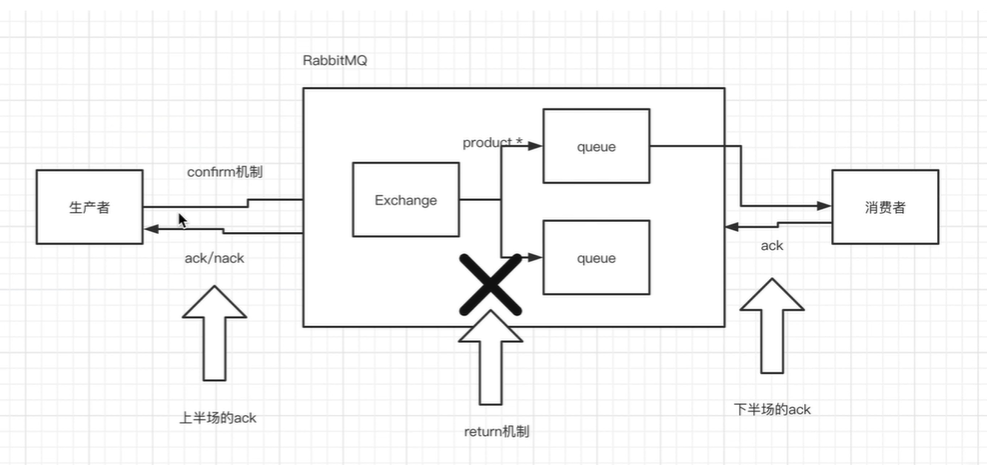 RabbitMQ
product.*
queue
confirm机制
Exchange
生产者
消费者
ack/nack
queue
ack
上半场的ack
return机制
下半场的ack